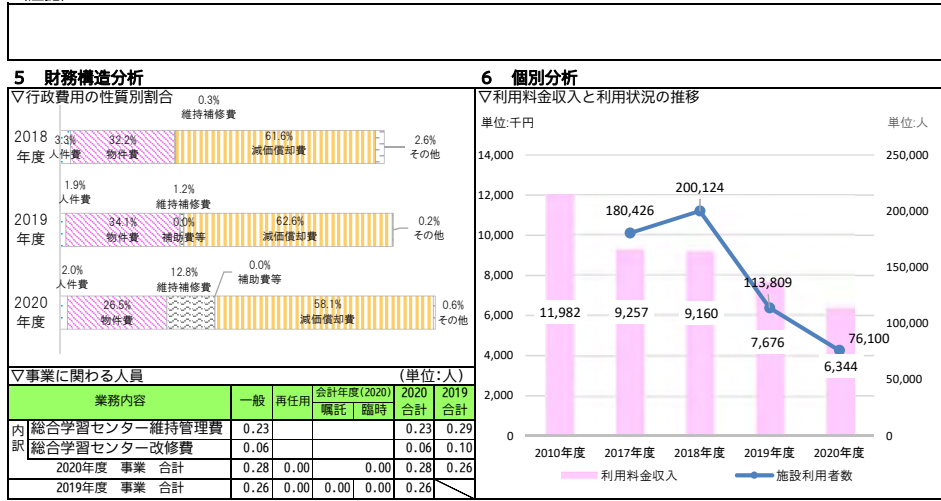 5 財務構造分析
▽行政費用の性質別割合
0.3%
維持補修費
2018
年度
3.3%
人件費
32.2%
物件費
61.6%
減価償却費
2.6%
その他
1.9%
人件費
1.2%
維持補修費
2019
年度
34.1%
物件費
0.0%
補助費等
62.6%
減価償却費
0.2%
その他
2.0%
人件費
12.8%
維持補修費
0.0%
補助費等
2020
年度
26.5%
物件費
58.1%
減価償却費
0.6%
その他
▽事業に関わる人員 (単位:人)
業務内容 一般 再任用 会計年度(2020) 嘱託 臨時 2020合計 2019合計
内訳
総合学習センター維持管理費 0.23 0.23 0.29
総合学習センター改修費 0.06 0.06 0.10
2020年度 事業 合計 0.28 0.00 0.00 0.28 0.26
2019年度 事業 合計 0.26 0.00 0.00 0.00 0.26
6 個別分析
▽利用料金収入と利用状況の推移
単位:千円 単位:人
14,000 250,000
12,000 200,000
10,000 150,000
8,000 100,000
6,000 50,000
4,000 0
2,000
0
200,124
180,426
113,809
76,100
11,982 9,257 9,160 7,676 6,344
2010年度 2017年度 2018年度 2019年度 2020年度
利用料金収入 施設利用者数